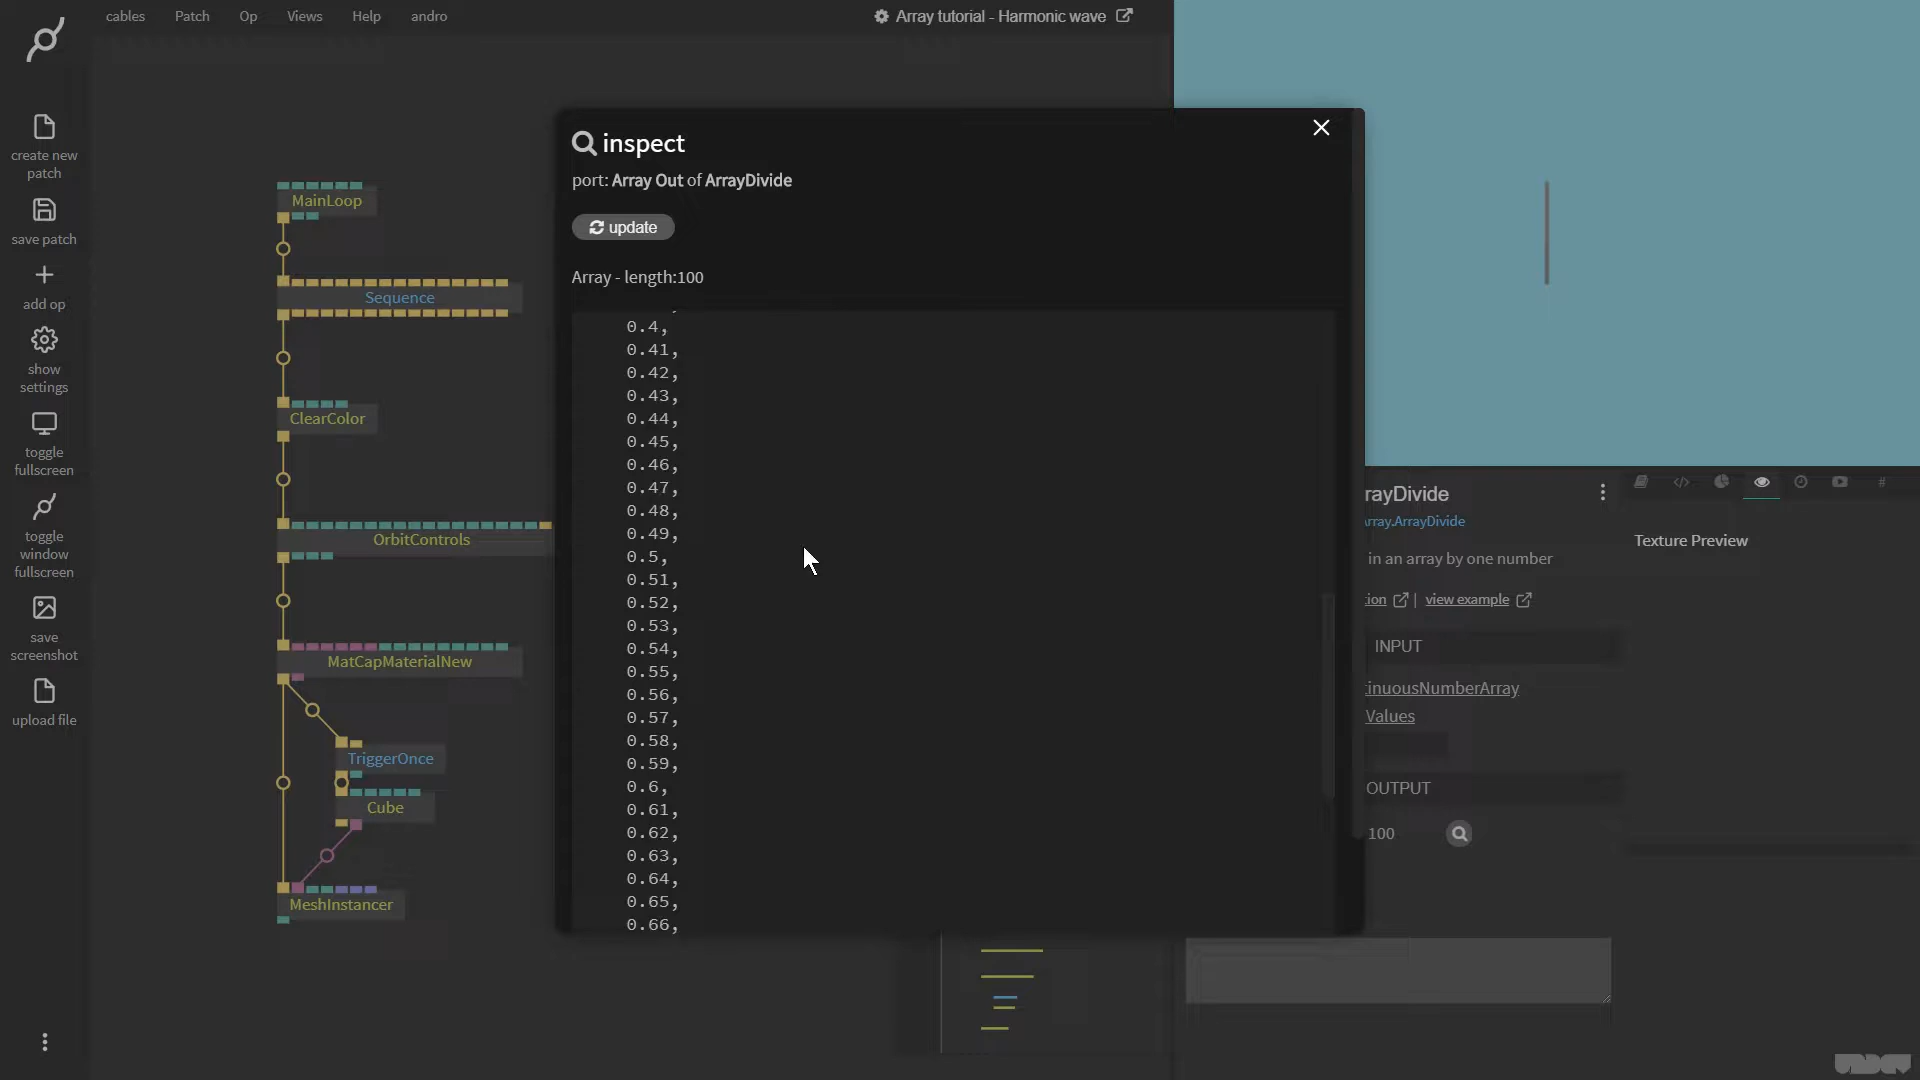 cables Patch Op Views Help andro
Array tutorial - Harmonic wave
create new
patch
save patch
add op
show
settings
toggle
fullscreen
toggle
window
fullscreen
save
screenshot
upload file
MainLoop
Sequence
ClearColor
OrbitControls
MatCapMaterialNew
TriggerOnce
Cube
MeshInstancer
inspect
port: Array Out of ArrayDivide
update
Array - length:100
0.4,
0.41,
0.42,
0.43,
0.44,
0.45,
0.46,
0.47,
0.48,
0.49,
0.5,
0.51,
0.52,
0.53,
0.54,
0.55,
0.56,
0.57,
0.58,
0.59,
0.6,
0.61,
0.62,
0.63,
0.64,
0.65,
0.66,
rayDivide
Array.ArrayDivide
in an array by one number
tion | view example
INPUT
tinuousNumberArray
Values
OUTPUT
100
</> #
Texture Preview